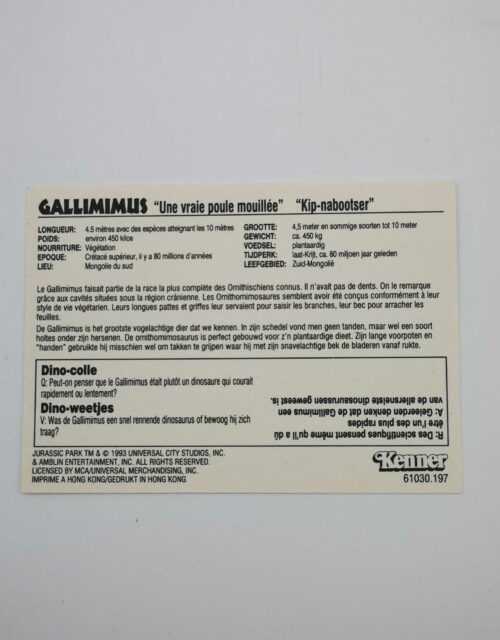 GALLIMIMUS "Une vraie poule mouillée" "Kip-nabootser"
LONGUEUR: 4.5 mètres avec des espèces atteignant les 10 mètres
POIDS: environ 450 kilos
NOURRITURE: Végétation
EPOQUE: Crétacé supérieur, il y a 80 millions d'années
LIEU: Mongolie du sud
GROOTTE: 4,5 meter en sommige soorten tot 10 meter
GEWICHT: ca. 450 kg
VOEDSEL: plantaardig
TIJDPERK: laat-Krijt, ca. 80 miljoen jaar geleden
LEEFGEBIED: Zuid-Mongolië
Le Gallimimus faisait partie de la race la plus complète des Ornithischiens connus. Il n'avait pas de dents. On le remarque
grâce aux cavités situées sous la région crânienne. Les Ornithomimosaures semblent avoir été conçus conformément à leur
style de vie végétarien. Leurs longues pattes et griffes leur servaient pour saisir les branches, leur bec pour arracher les
feuilles.
De Gallimimus is het grootste vogelachtige dier dat we kennen. In zijn schedel vond men geen tanden, maar wel een soort
holtes onder zijn hersenen. De ornithomimosaurus is perfect gebouwd voor z'n plantaardige dieet. Zijn lange voorpoten en
"handen" gebruikte hij misschien wel om takken te grijpen waar hij met zijn snavelachtige bek de bladeren vanaf rukte.
Dino-colle
Q: Peut-on penser que le Gallimimus était plutôt un dinosaure qui courait
rapidement ou lentement?
Dino-weetjes
V: Was de Gallimimus een snel rennende dinosaurus of bewoog hij zich
traag?
R: Des scientifiques pensent même qu'il a dû
être l'un des plus rapides
A: Geleerden denken dat de Gallimimus een
van de allersnelste dinosaurussen geweest is.
JURASSIC PARK TM & © 1993 UNIVERSAL CITY STUDIOS, INC.
& AMBLIN ENTERTAINMENT, INC. ALL RIGHTS RESERVED.
LICENSED BY MCA/UNIVERSAL MERCHANDISING, INC.
IMPRIME A HONG KONG/GEDRUKT IN HONG KONG
Kenner
61030.197